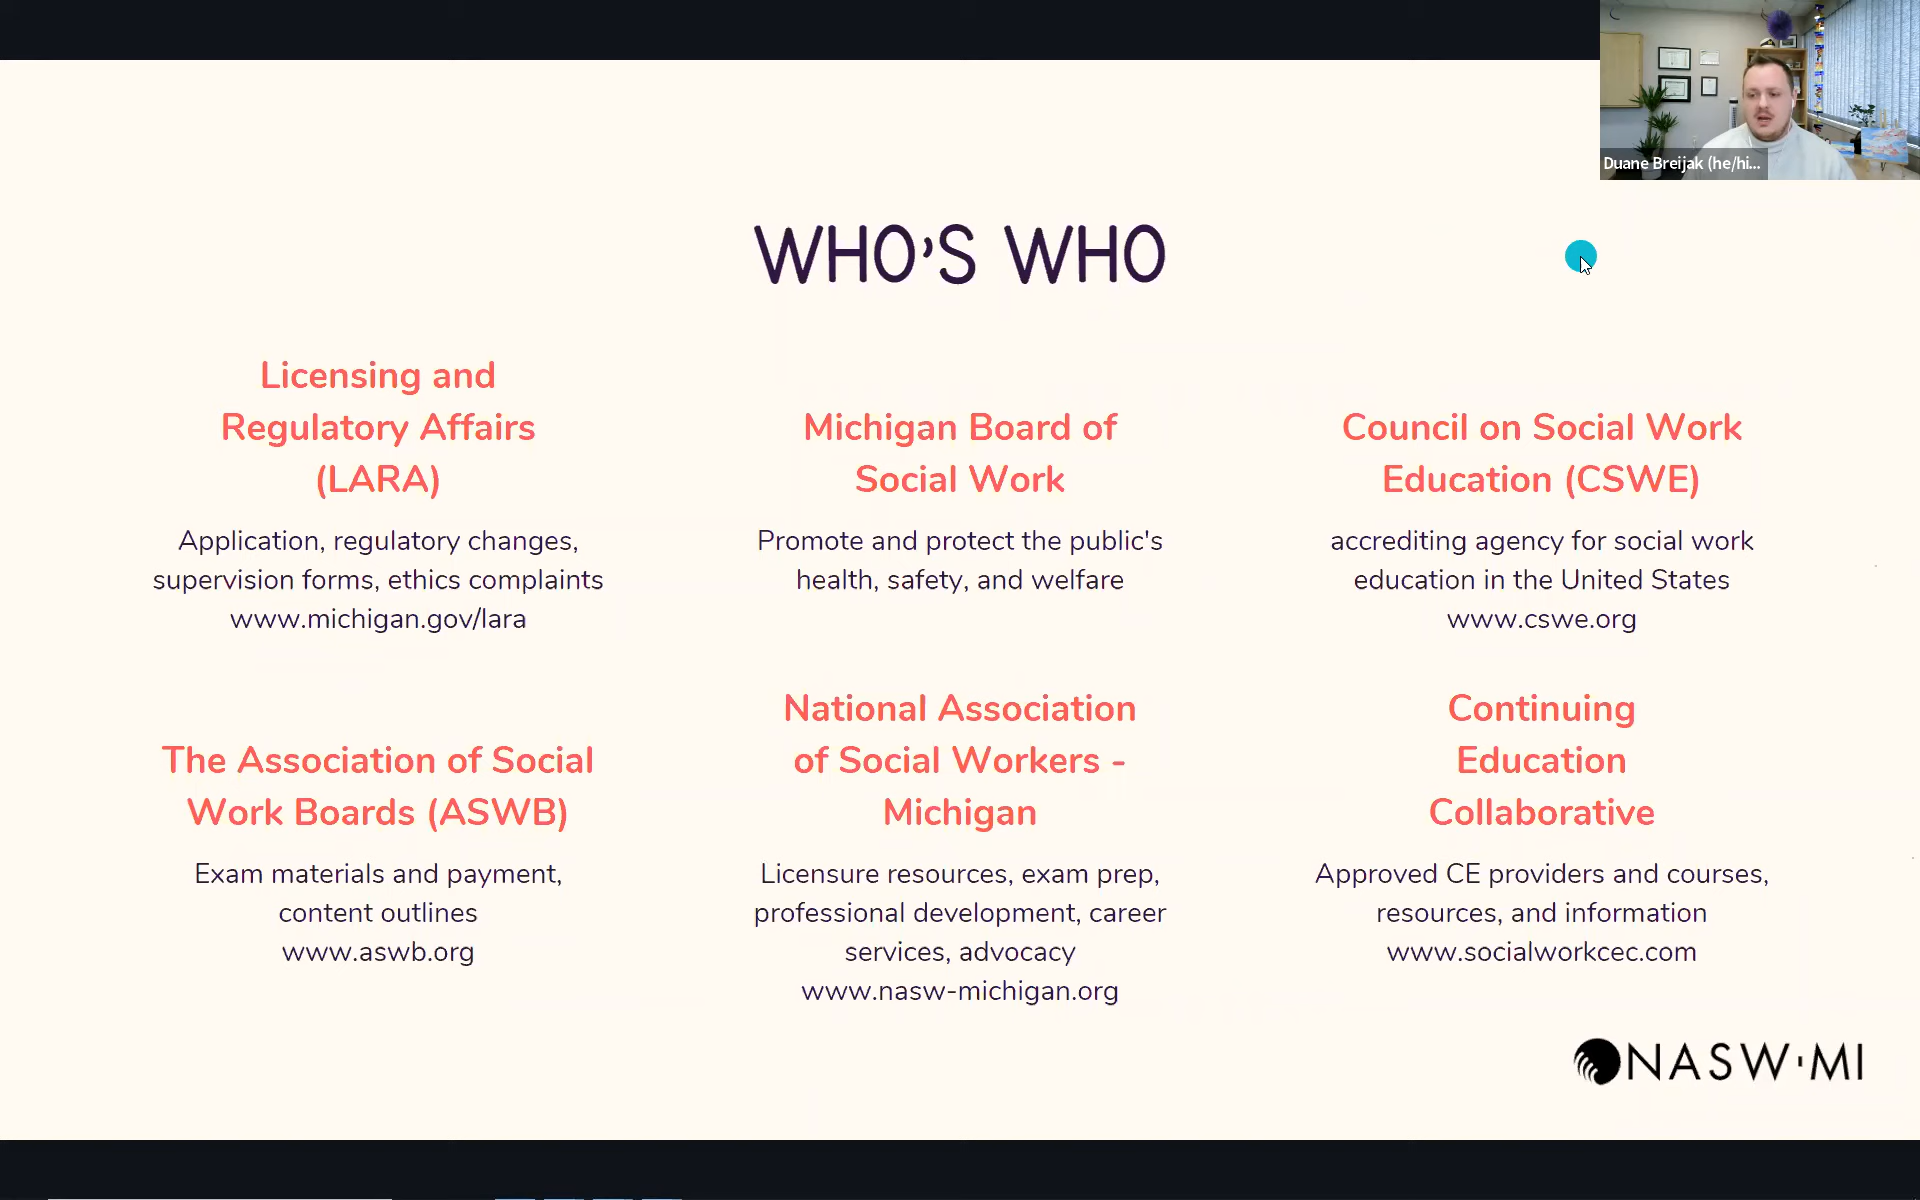 Duane Breijak (he/hi...
WHO'S WHO
Licensing and
Regulatory Affairs
(LARA)
Application, regulatory changes,
supervision forms, ethics complaints
www.michigan.gov/lara
Michigan Board of
Social Work
Promote and protect the public's
health, safety, and welfare
Council on Social Work
Education (CSWE)
accrediting agency for social work
education in the United States
www.cswe.org
The Association of Social
Work Boards (ASWB)
Exam materials and payment,
content outlines
www.aswb.org
National Association
of Social Workers -
Michigan
Licensure resources, exam prep,
professional development, career
services, advocacy
www.nasw-michigan.org
Continuing
Education
Collaborative
Approved CE providers and courses,
resources, and information
www.socialworkcec.com
NASW·MI